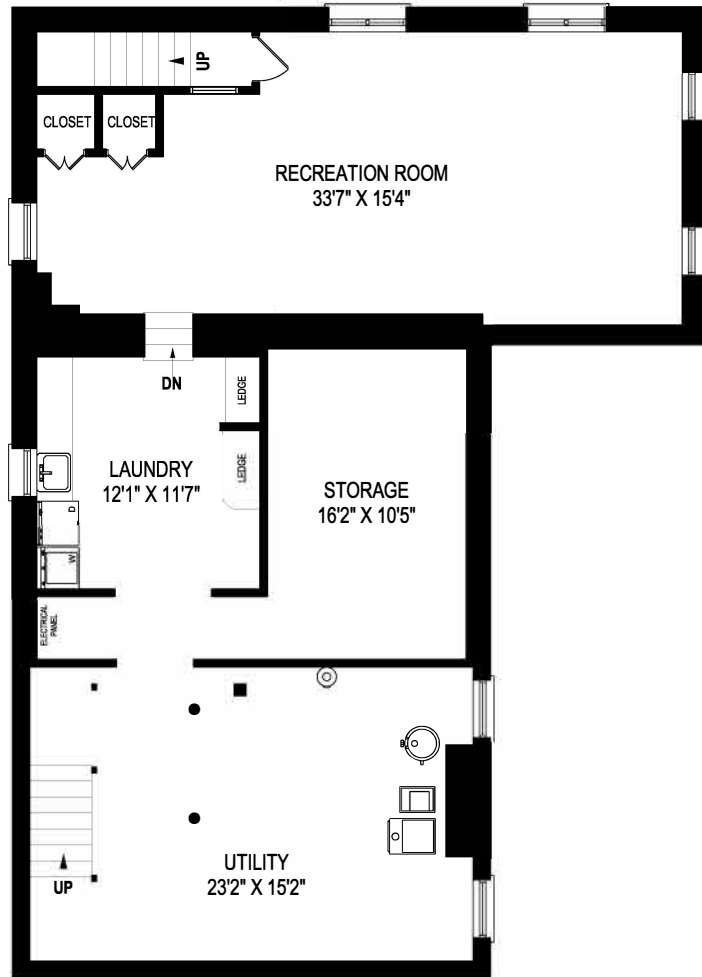 UP
CLOSET
CLOSET
RECREATION ROOM
33'7" X 15'4"
DN
LEDGE
LEDGE
LAUNDRY
12'1" X 11'7"
D
W
STORAGE
16'2" X 10'5"
ELECTRICAL
PANEL
UP
UTILITY
23'2" X 15'2"